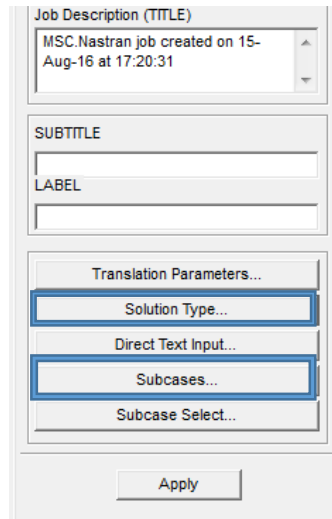 Job Description (TITLE)
MSC.Nastran job created on 15-
Aug-16 at 17:20:31
SUBTITLE
LABEL
Translation Parameters...
Solution Type...
Direct Text Input...
Subcases...
Subcase Select...
Apply